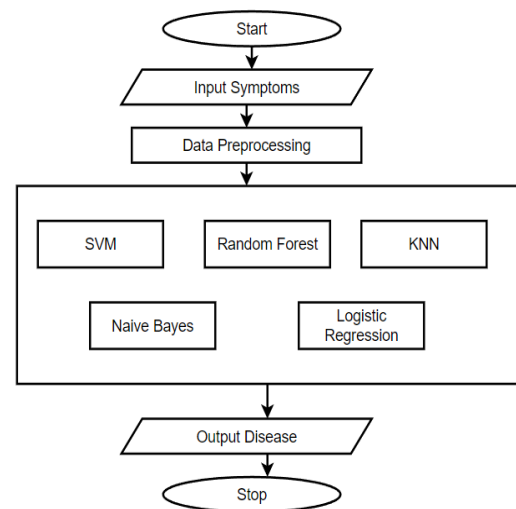 Start
Input Symptoms
Data Preprocessing
SVM
Random Forest
KNN
Naive Bayes
Logistic
Regression
Output Disease
Stop